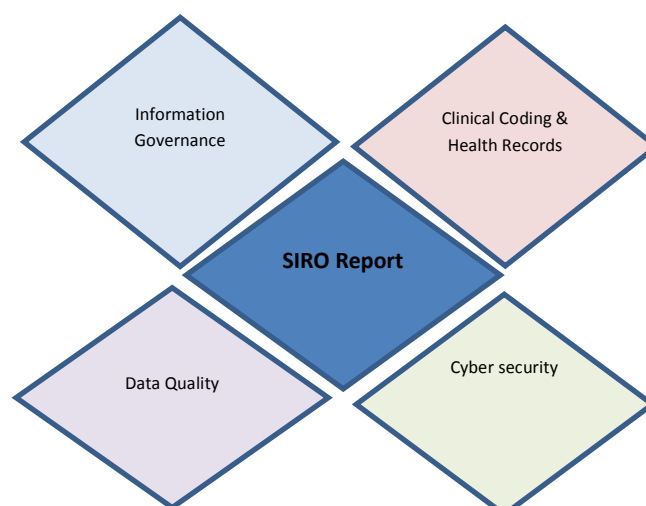 Information
Governance
Clinical Coding &
Health Records
SIRO Report
Data Quality
Cyber security